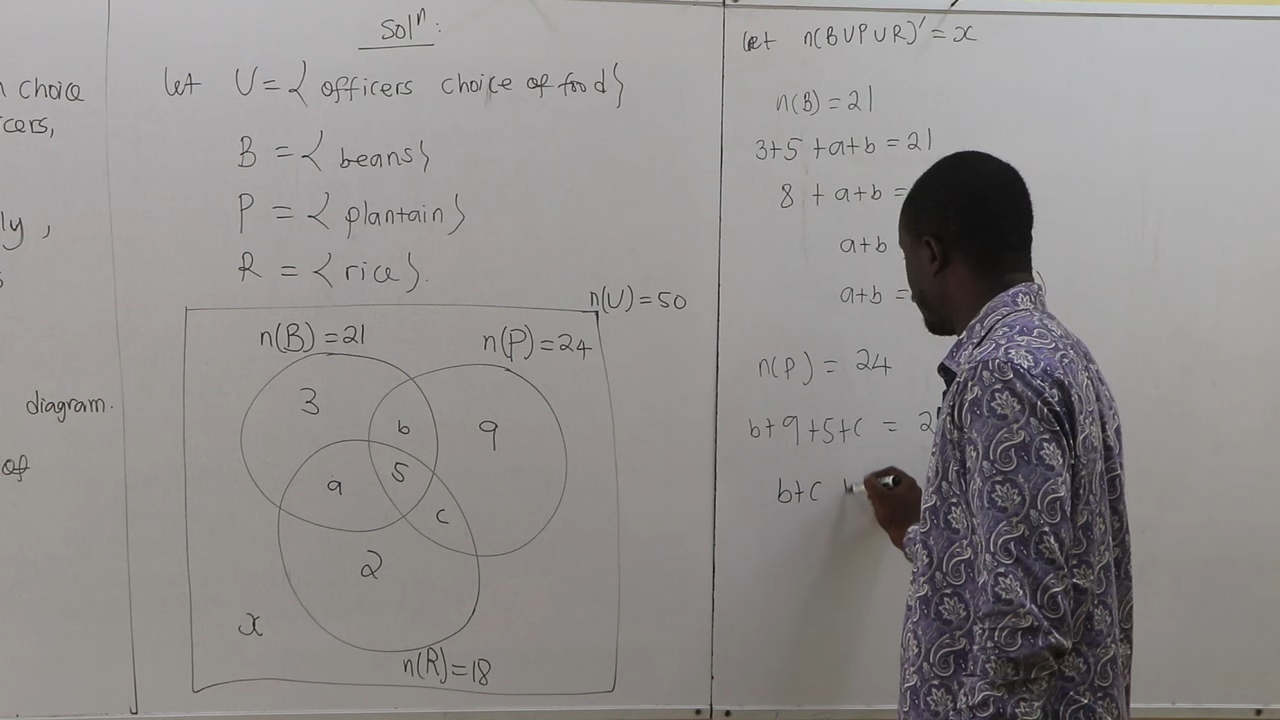 n choice
cers,
ly,
diagram.
of
Solⁿ:
let U = { officers choice of food }
B = { beans }
P = { plantain }
R = { rice }.
n(U) = 50
n(B) = 21
n(P) = 24
3
b
9
a
5
c
2
x
n(R) = 18
let n(B∪P∪R)' = x
n(B) = 21
3+5 +a+b = 21
8 + a+b =
a+b
a+b =
n(P) = 24
b+9+5+c = 2
b+c